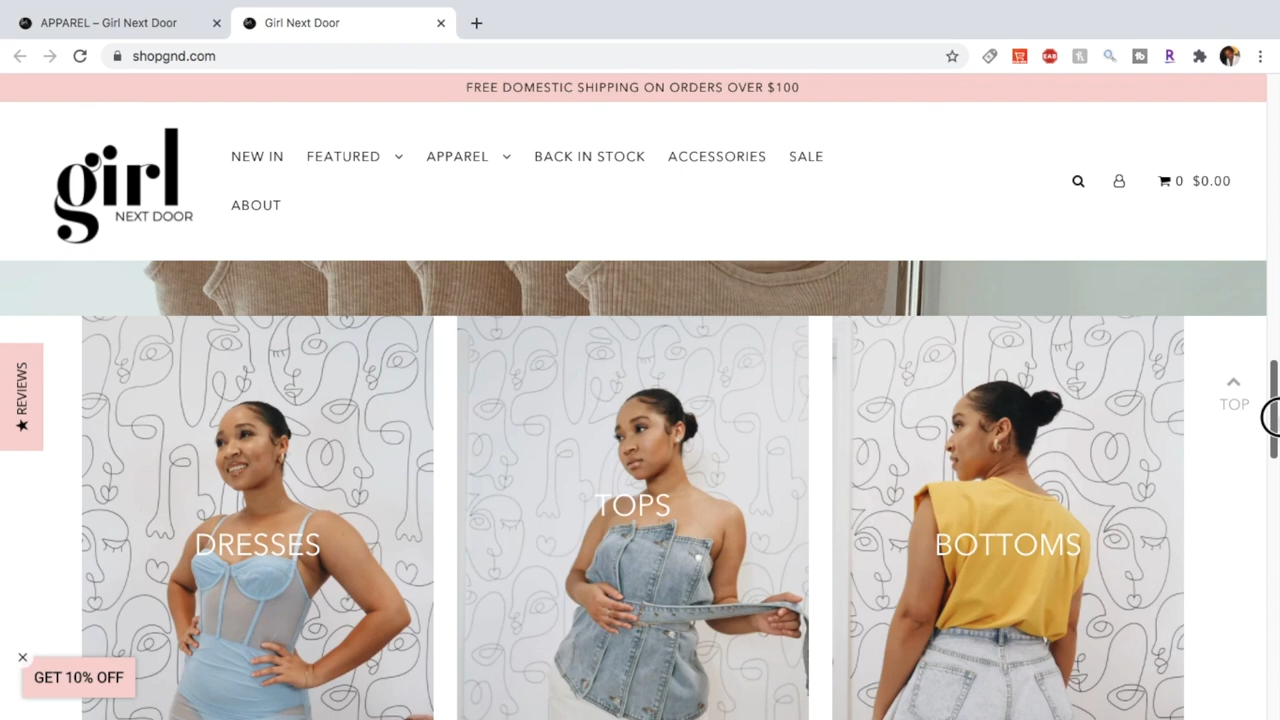 APPAREL – Girl Next Door
Girl Next Door
shopgnd.com
EAB
R
FREE DOMESTIC SHIPPING ON ORDERS OVER $100
girl
NEXT DOOR
NEW IN FEATURED APPAREL BACK IN STOCK ACCESSORIES SALE
ABOUT
0 $0.00
★ REVIEWS
TOP
DRESSES
TOPS
BOTTOMS
GET 10% OFF